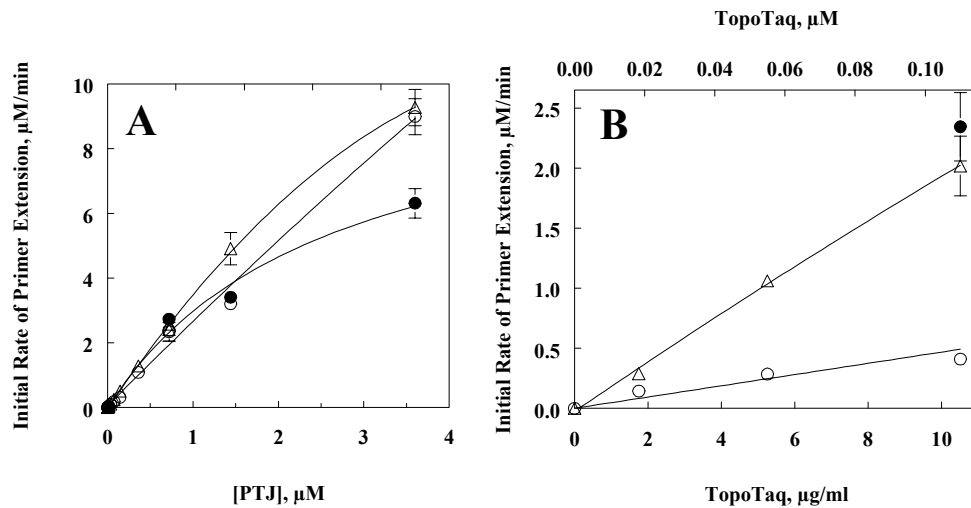 TopoTaq, µM
0.00 0.02 0.04 0.06 0.08 0.10
A
B
Initial Rate of Primer Extension, µM/min
10
8
6
4
2
0
0 1 2 3 4
[PTJ], µM
Initial Rate of Primer Extension, µM/min
2.5
2.0
1.5
1.0
0.5
0.0
0 2 4 6 8 10
TopoTaq, µg/ml